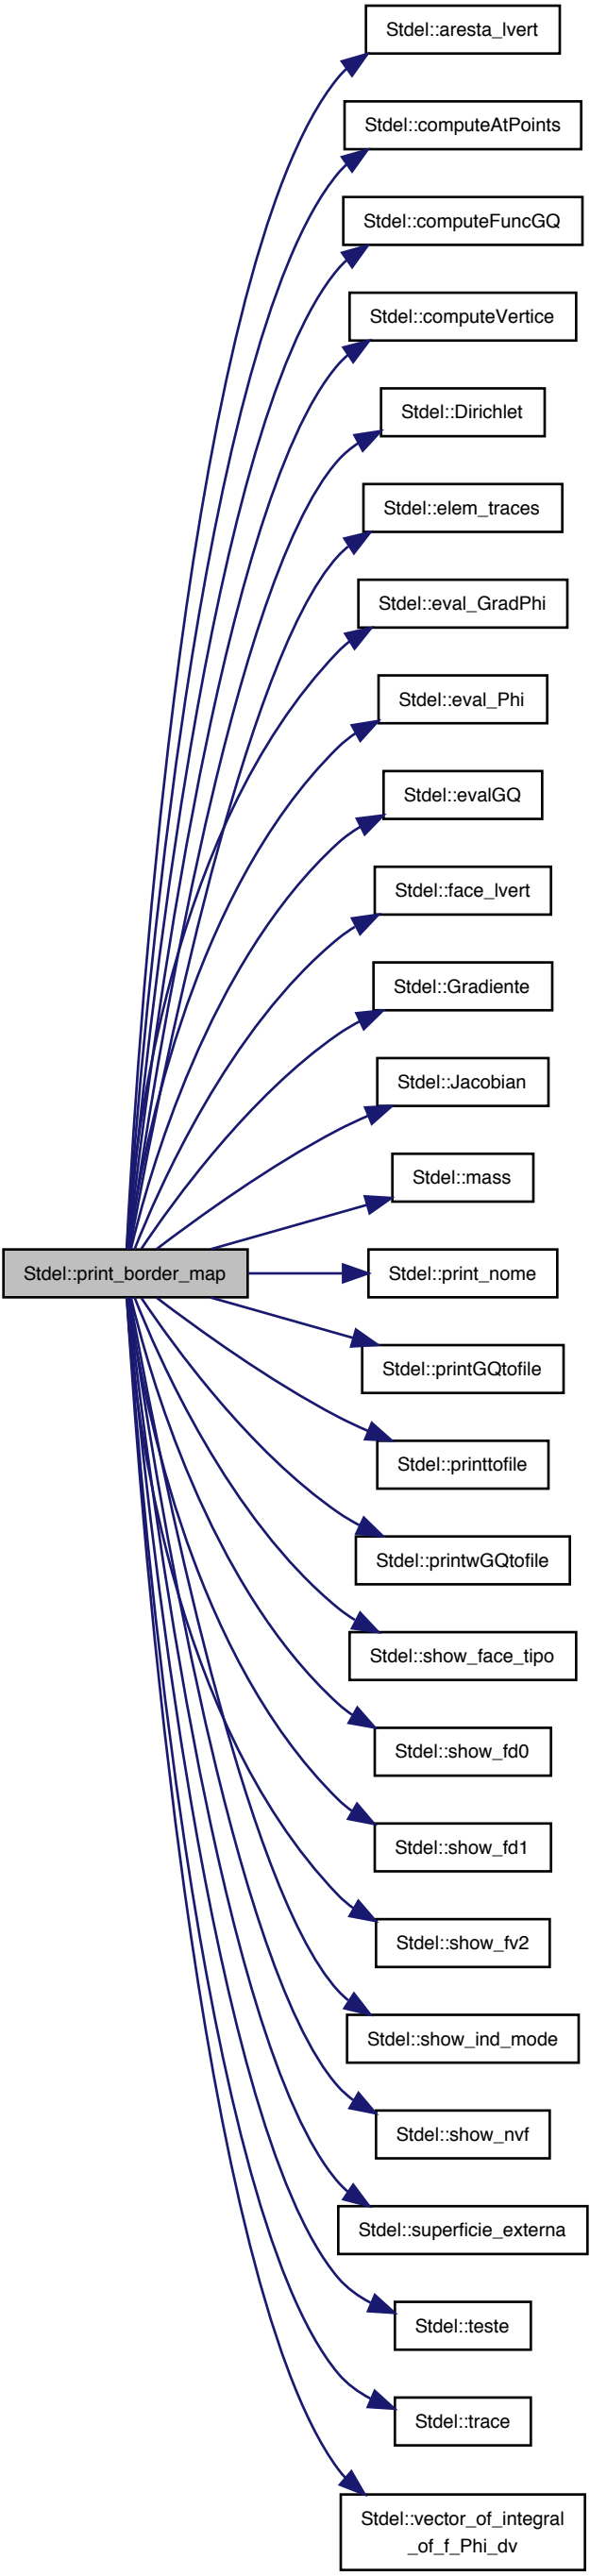 Stdel::aresta_lvert
Stdel::computeAtPoints
Stdel::computeFuncGQ
Stdel::computeVertice
Stdel::Dirichlet
Stdel::elem_traces
Stdel::eval_GradPhi
Stdel::eval_Phi
Stdel::evalGQ
Stdel::face_lvert
Stdel::Gradiente
Stdel::Jacobian
Stdel::mass
Stdel::print_border_map
Stdel::print_nome
Stdel::printGQtofile
Stdel::printtofile
Stdel::printwGQtofile
Stdel::show_face_tipo
Stdel::show_fd0
Stdel::show_fd1
Stdel::show_fv2
Stdel::show_ind_mode
Stdel::show_nvf
Stdel::superficie_externa
Stdel::teste
Stdel::trace
Stdel::vector_of_integral
_of_f_Phi_dv